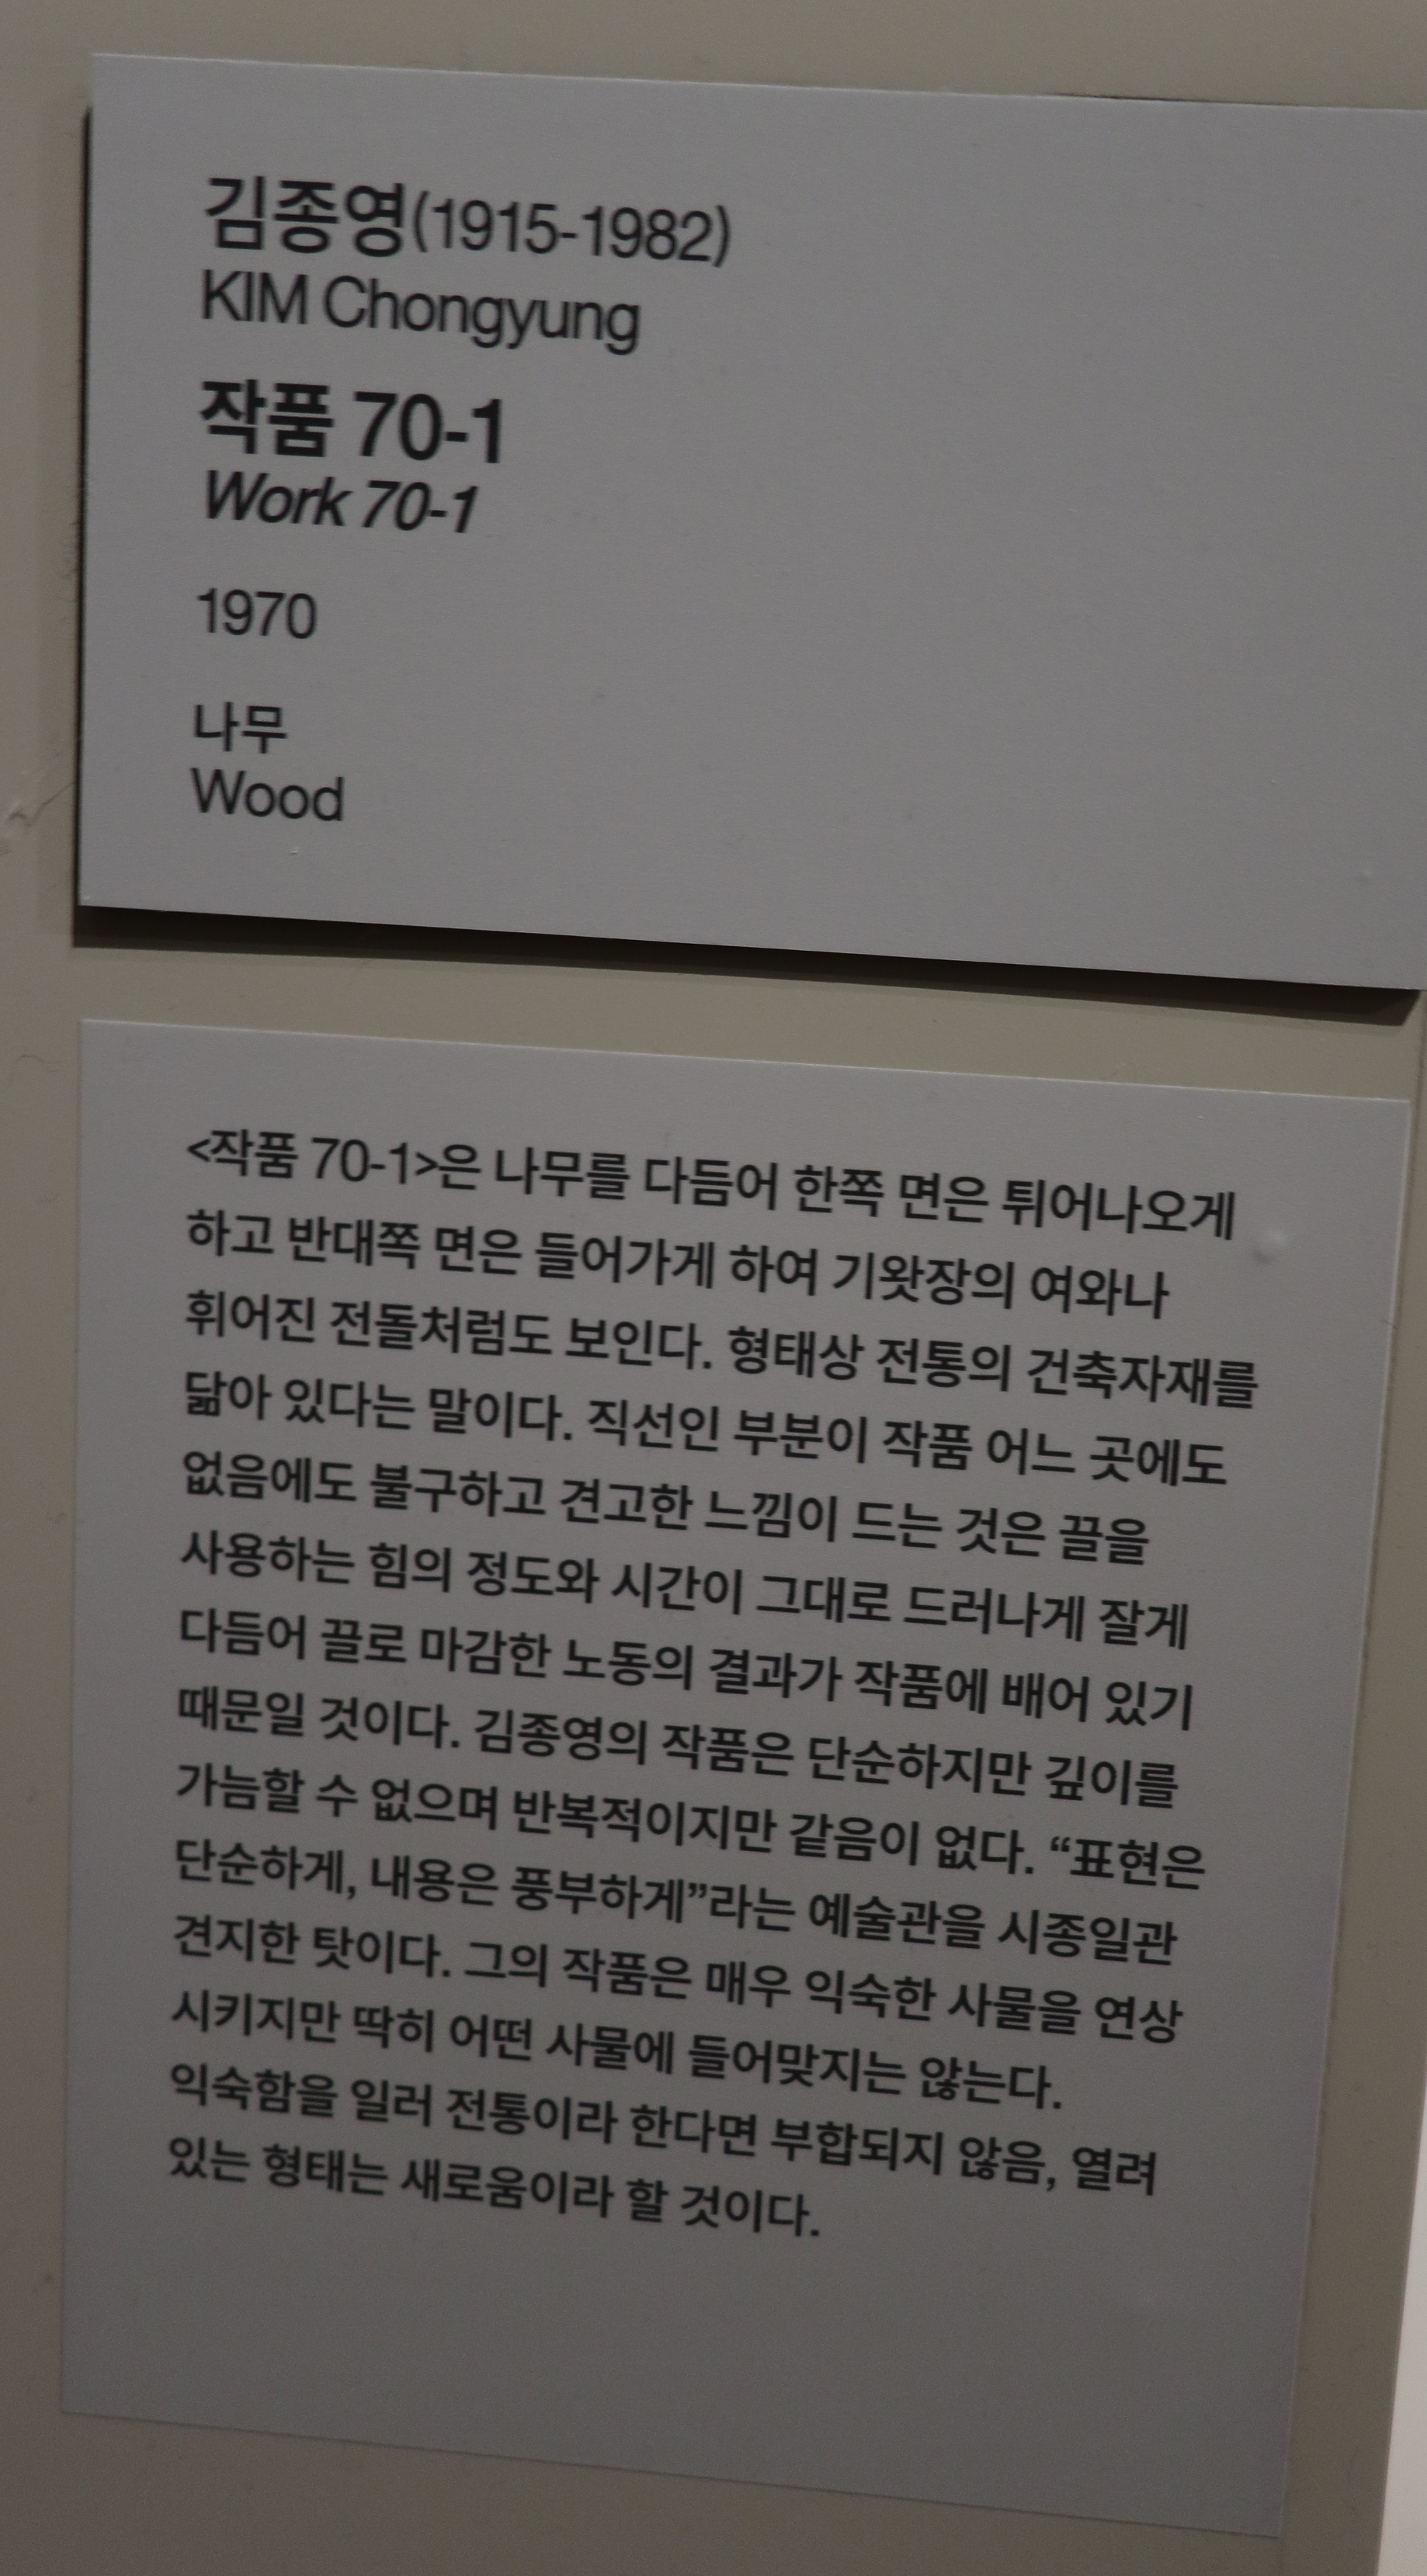 김종영(1915-1982)
KIM Chongyung
작품 70-1
Work 70-1
1970
나무
Wood
<작품 70-1>은 나무를 다듬어 한쪽 면은 튀어나오게
하고 반대쪽 면은 들어가게 하여 기왓장의 여와나
휘어진 전돌처럼도 보인다. 형태상 전통의 건축자재를
닮아 있다는 말이다. 직선인 부분이 작품 어느 곳에도
없음에도 불구하고 견고한 느낌이 드는 것은 끌을
사용하는 힘의 정도와 시간이 그대로 드러나게 잘게
다듬어 끌로 마감한 노동의 결과가 작품에 배어 있기
때문일 것이다. 김종영의 작품은 단순하지만 깊이를
가늠할 수 없으며 반복적이지만 같음이 없다. “표현은
단순하게, 내용은 풍부하게”라는 예술관을 시종일관
견지한 탓이다. 그의 작품은 매우 익숙한 사물을 연상
시키지만 딱히 어떤 사물에 들어맞지는 않는다.
익숙함을 일러 전통이라 한다면 부합되지 않음, 열려
있는 형태는 새로움이라 할 것이다.